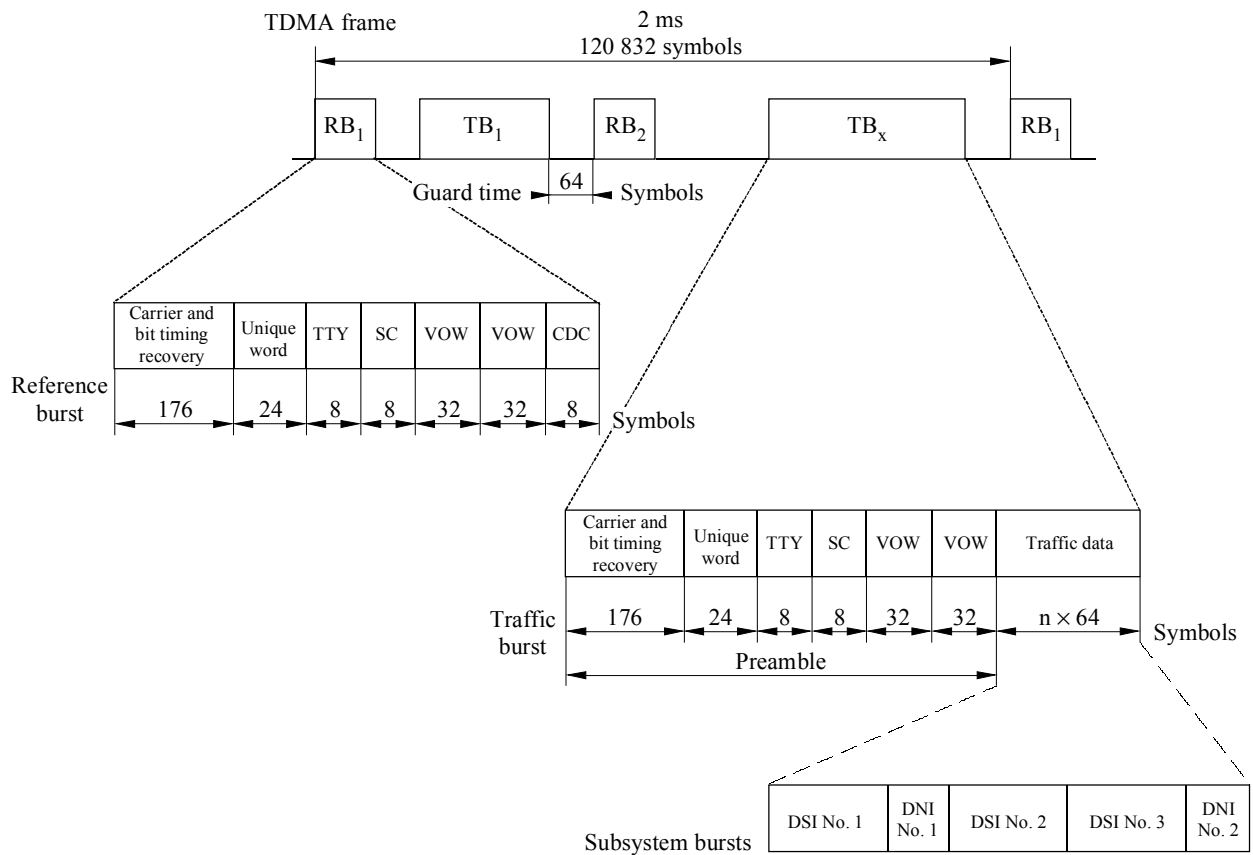 TDMA frame
2 ms
120 832 symbols
RB1
TB1
RB2
TBx
RB1
Guard time
64
Symbols
Carrier and
bit timing
recovery
Unique
word
TTY
SC
VOW
VOW
CDC
Reference
burst
176
24
8
8
32
32
8
Symbols
Carrier and
bit timing
recovery
Unique
word
TTY
SC
VOW
VOW
Traffic data
Traffic
burst
176
24
8
8
32
32
n × 64
Symbols
Preamble
Subsystem bursts
DSI No. 1
DNI
No. 1
DSI No. 2
DSI No. 3
DNI
No. 2